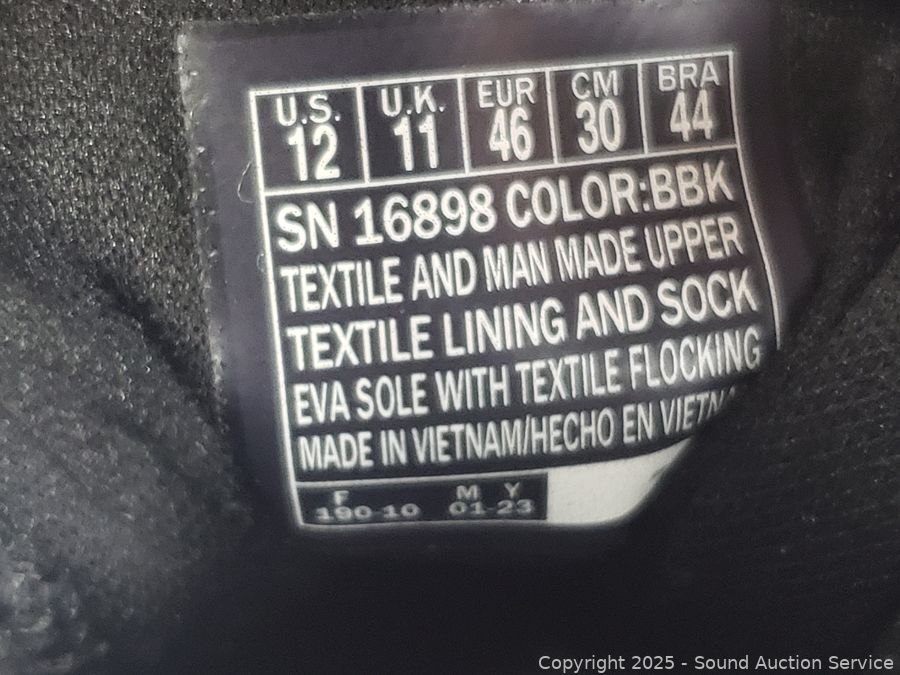 U.S. U.K. EUR CM BRA
12 11 46 30 44
SN 16898 COLOR:BBK
TEXTILE AND MAN MADE UPPER
TEXTILE LINING AND SOCK
EVA SOLE WITH TEXTILE FLOCKING
MADE IN VIETNAM/HECHO EN VIETNA
F M Y
190-10 01-23
Copyright 2025 - Sound Auction Service